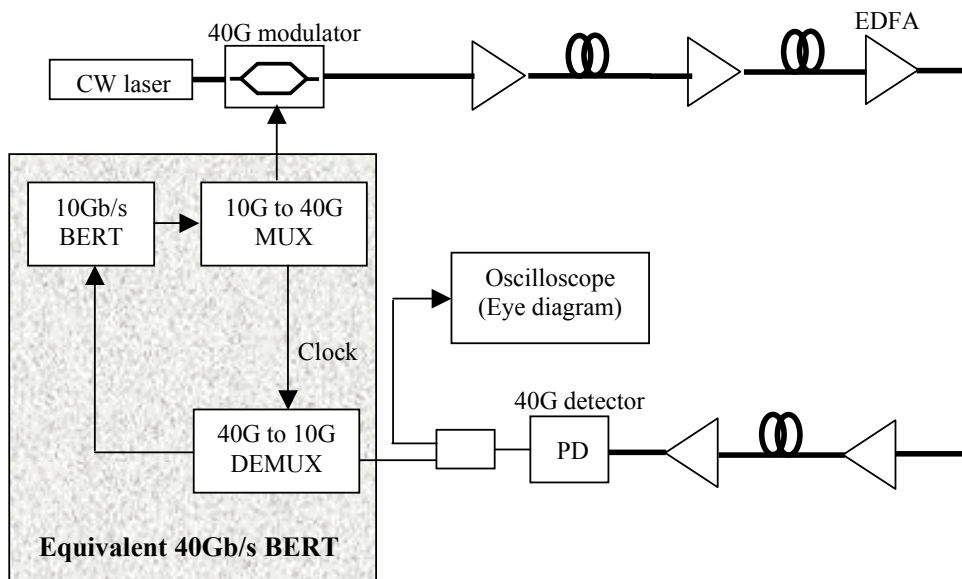 40G modulator
EDFA
CW laser
10Gb/s
BERT
10G to 40G
MUX
Oscilloscope
(Eye diagram)
Clock
40G detector
40G to 10G
DEMUX
PD
Equivalent 40Gb/s BERT